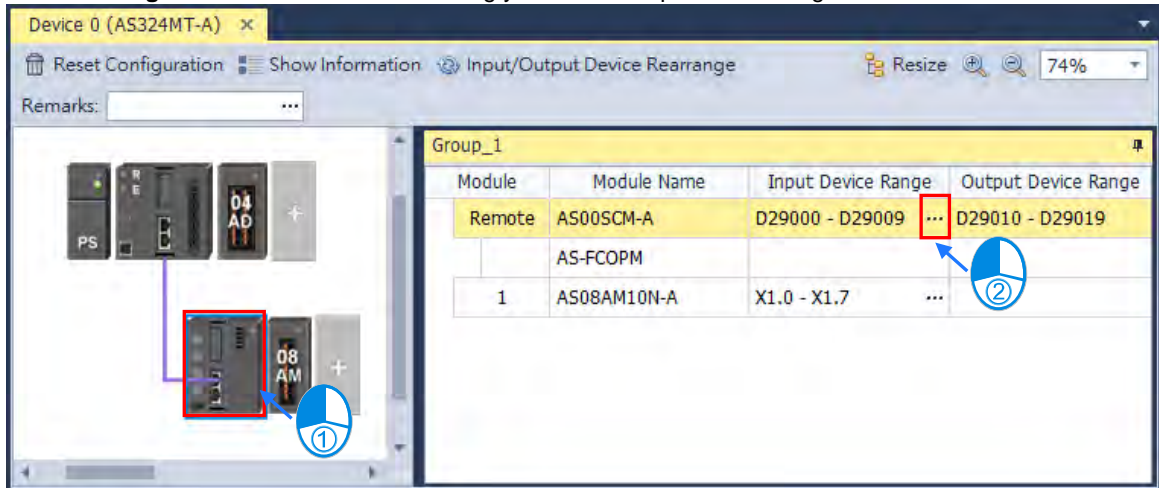 Device 0 (AS324MT-A) ×
Reset Configuration Show Information Input/Output Device Rearrange Resize 74%
Remarks: ...
R
E
04
AD
+
PS
08
AM
+
①
Group_1
Module Module Name Input Device Range Output Device Range
Remote AS00SCM-A D29000 - D29009 ... D29010 - D29019
AS-FCOPM
1 AS08AM10N-A X1.0 - X1.7 ...
②